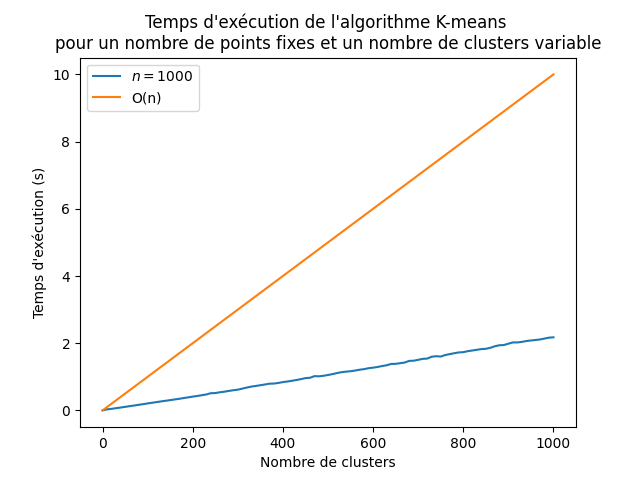 Temps d'exécution de l'algorithme K-means
pour un nombre de points fixes et un nombre de clusters variable
n = 1000
O(n)
10
8
6
4
2
0
Temps d'exécution (s)
0 200 400 600 800 1000
Nombre de clusters